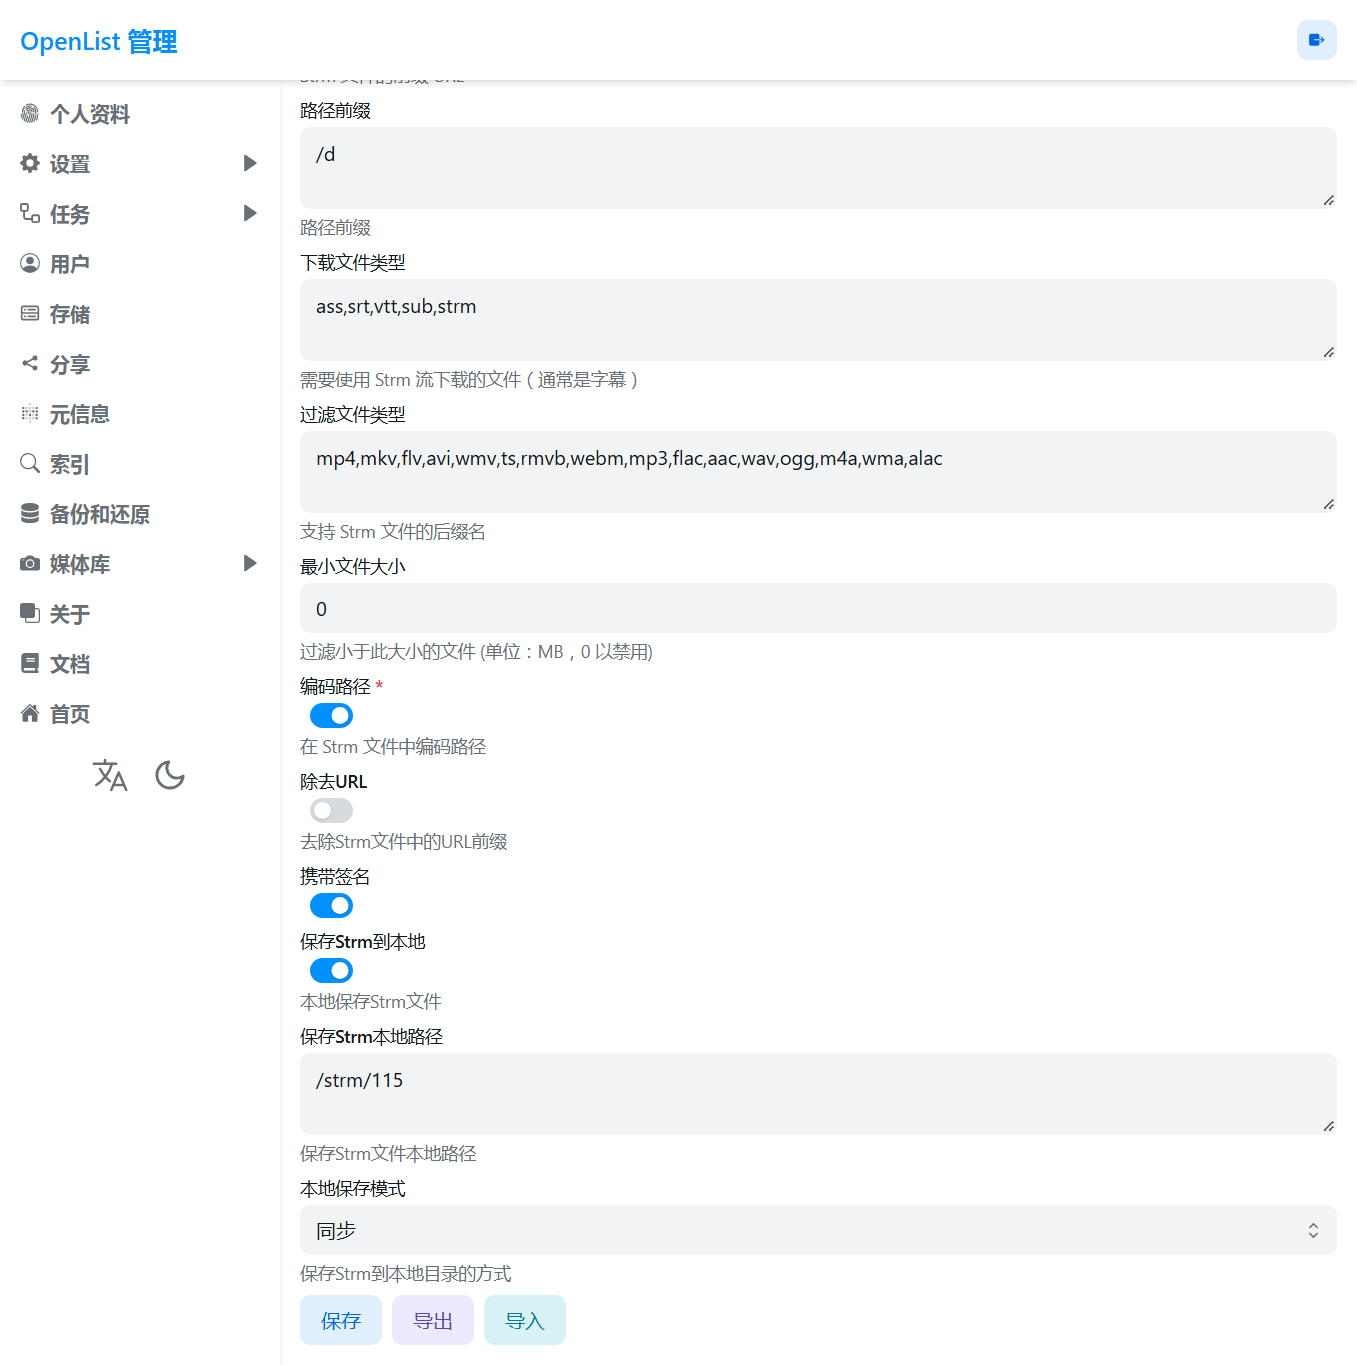 OpenList 管理
Strm 文件的前缀 URL
个人资料
设置
任务
用户
存储
分享
元信息
索引
备份和还原
媒体库
关于
文档
首页
路径前缀
/d
路径前缀
下载文件类型
ass,srt,vtt,sub,strm
需要使用 Strm 流下载的文件（通常是字幕）
过滤文件类型
mp4,mkv,flv,avi,wmv,ts,rmvb,webm,mp3,flac,aac,wav,ogg,m4a,wma,alac
支持 Strm 文件的后缀名
最小文件大小
0
过滤小于此大小的文件 (单位：MB，0 以禁用)
编码路径 *
在 Strm 文件中编码路径
除去URL
去除Strm文件中的URL前缀
携带签名
保存Strm到本地
本地保存Strm文件
保存Strm本地路径
/strm/115
保存Strm文件本地路径
本地保存模式
同步
保存Strm到本地目录的方式
保存
导出
导入